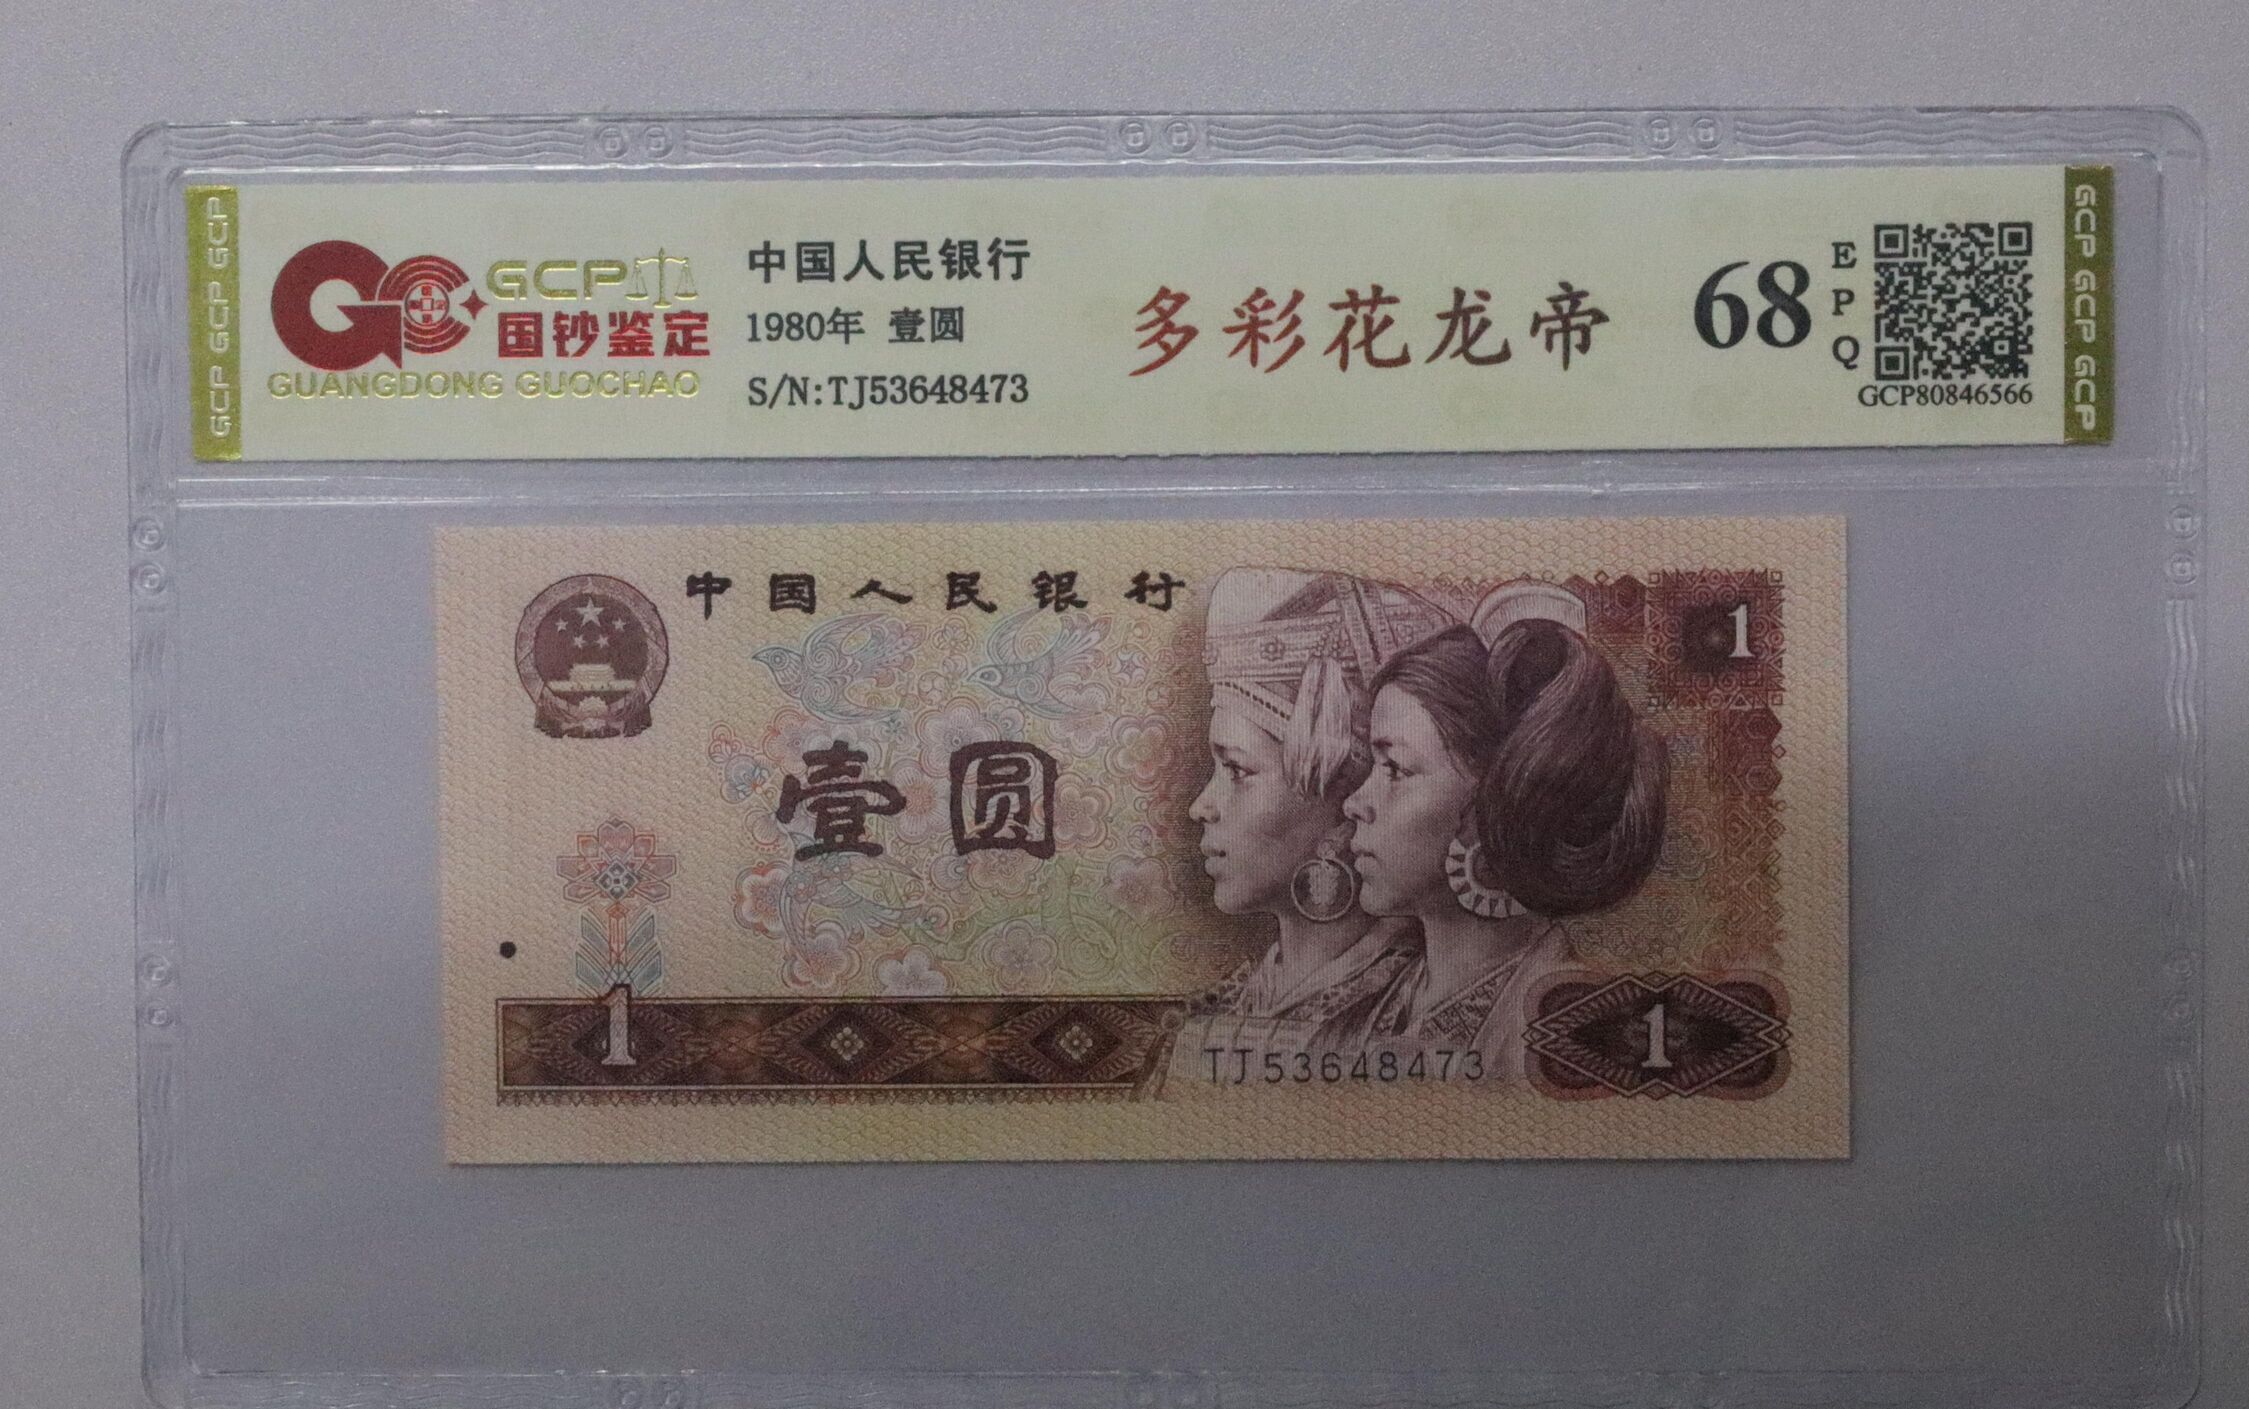 GCP GCP GCP
GCP
国钞鉴定
GUANGDONG GUOCHAO
中国人民银行
1980年 壹圆
S/N:TJ53648473
多彩花龙帝
68
EPQ
GCP80846566
GCP GCP GCP
中国人民银行
1
壹圆
1
TJ53648473
1